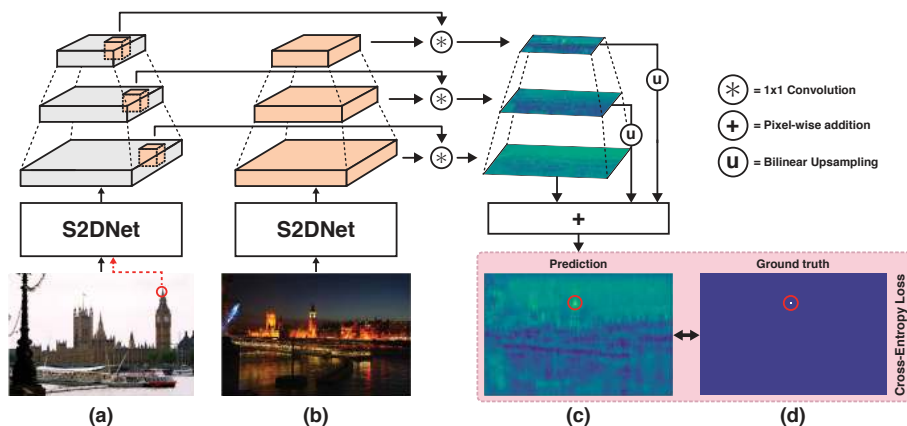 * = 1x1 Convolution
+ = Pixel-wise addition
u = Bilinear Upsampling
*
*
*
u
u
S2DNet
S2DNet
+
Prediction
Ground truth
Cross-Entropy Loss
(a)
(b)
(c)
(d)